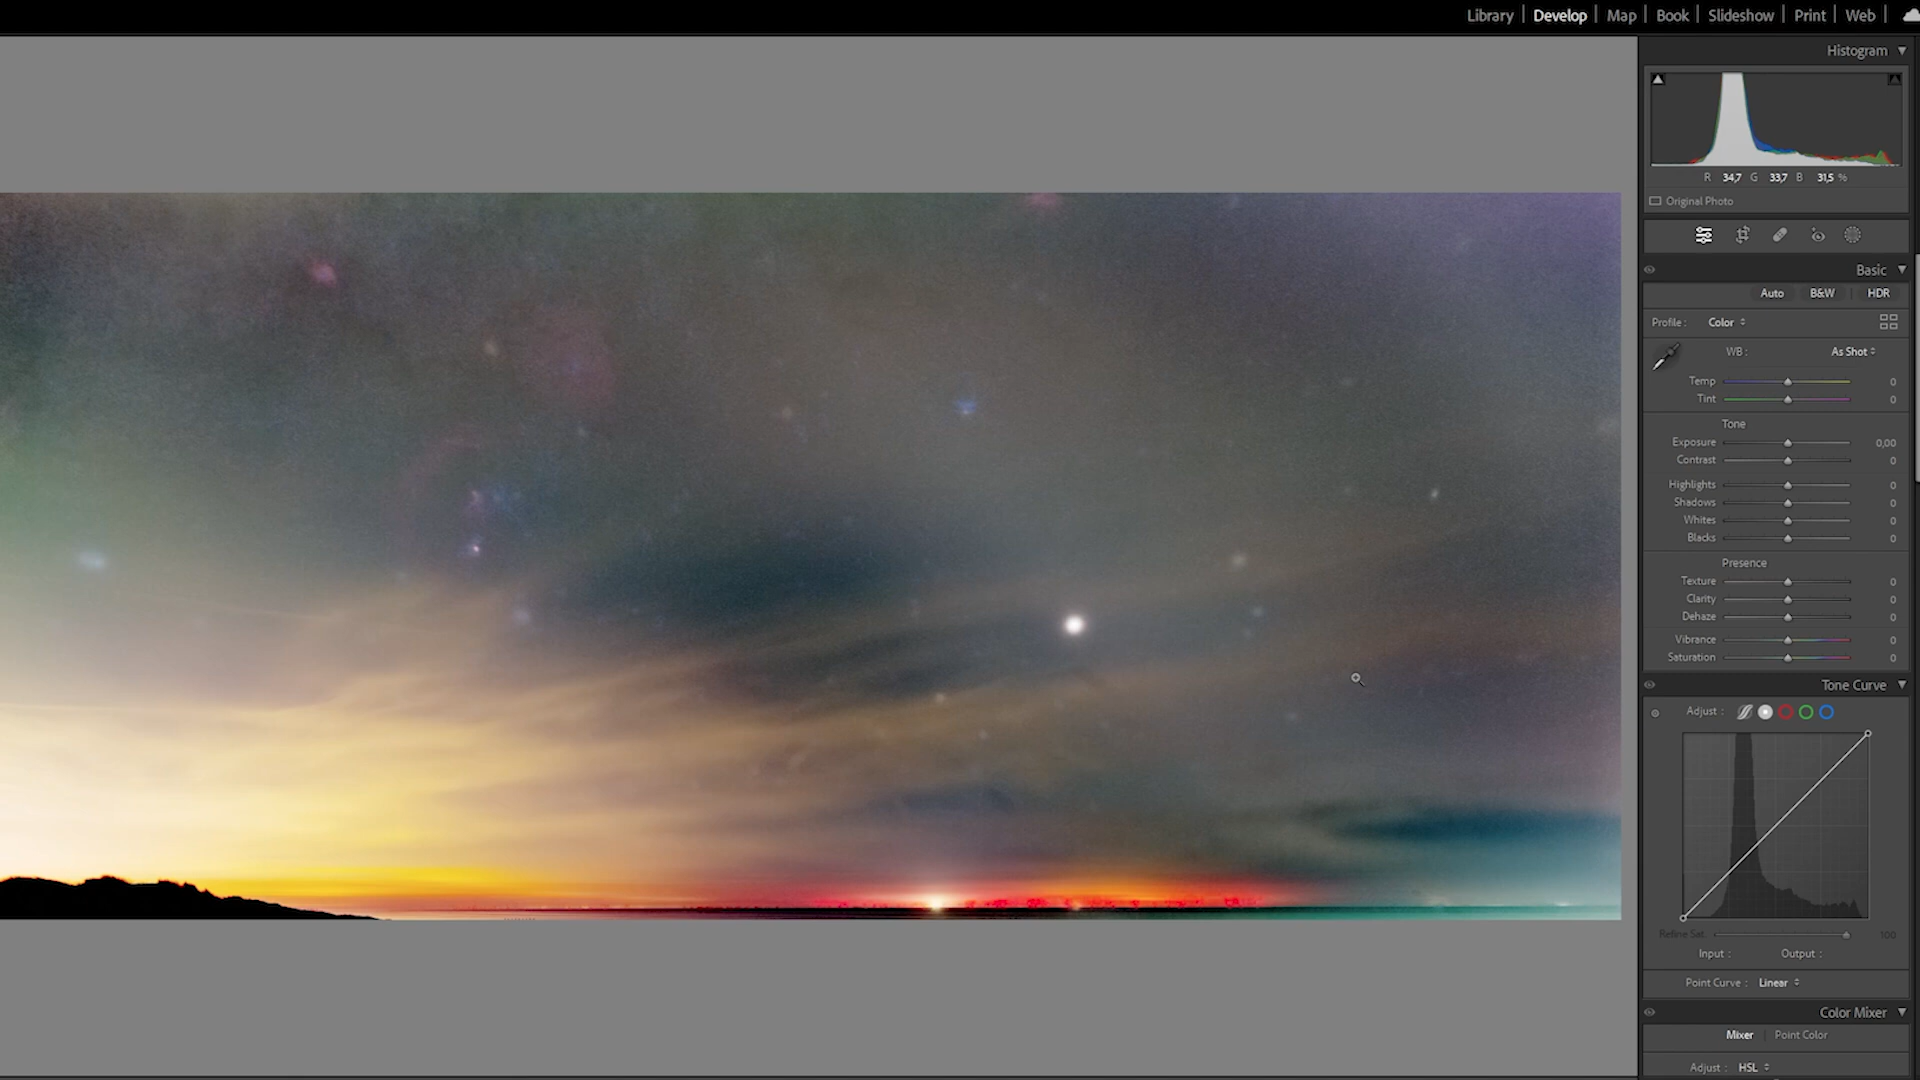 Library | Develop | Map | Book | Slideshow | Print | Web |
Histogram
R 34,7 G 33,7 B 31,5 %
Original Photo
Basic
Auto B&W HDR
Profile : Color
WB : As Shot
Temp 0
Tint 0
Tone
Exposure 0,00
Contrast 0
Highlights 0
Shadows 0
Whites 0
Blacks 0
Presence
Texture 0
Clarity 0
Dehaze 0
Vibrance 0
Saturation 0
Tone Curve
Adjust :
Refine Sat. 100
Input : Output :
Point Curve : Linear
Color Mixer
Mixer Point Color
Adjust : HSL